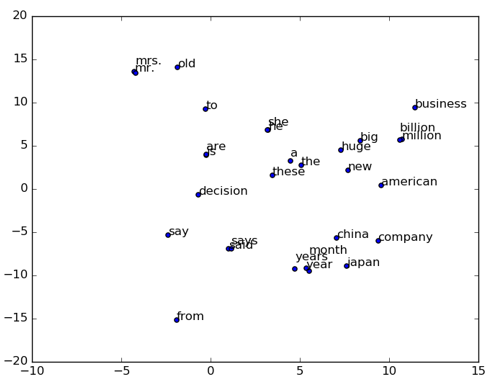 20
15
10
5
0
−5
−10
−15
−20
mrs.
mr.
old
business
to
she
he
billion
million
big
huge
are
is
a
the
new
these
american
decision
say
china
company
says
said
month
years
year
japan
from
−10
−5
0
5
10
15